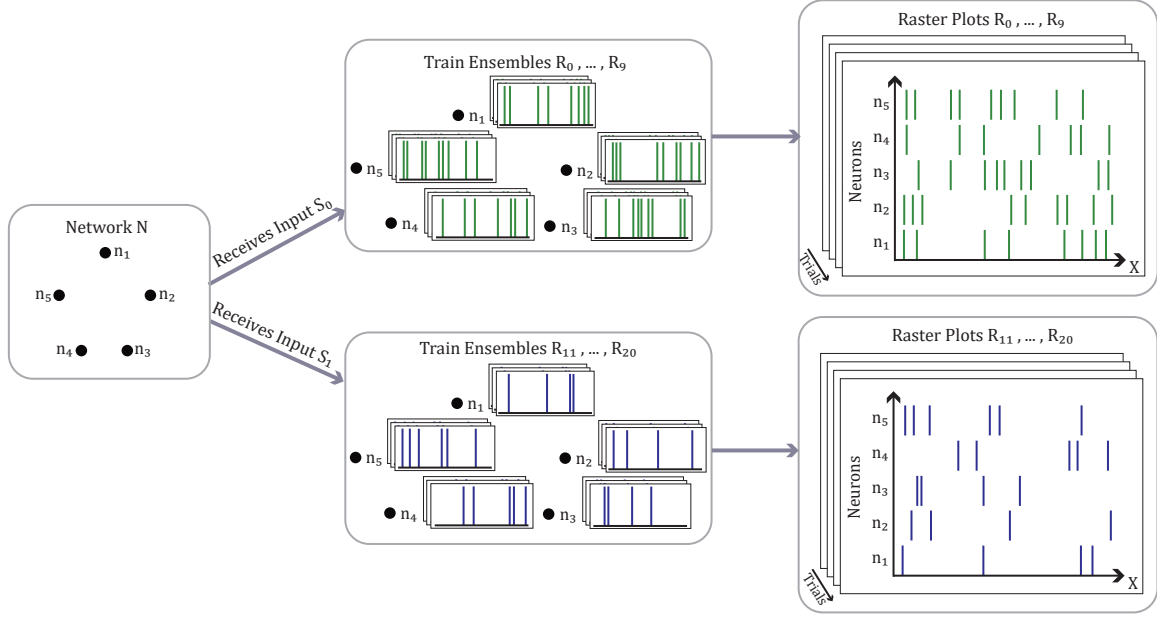 Network N
n₁
n₅
n₂
n₄
n₃
Receives Input S₀
Receives Input S₁
Train Ensembles R₀ , ... , R₉
n₁
n₅
n₂
n₄
n₃
Raster Plots R₀ , ... , R₉
Neurons
n₅
n₄
n₃
n₂
n₁
X
Trials
Train Ensembles R₁₁ , ... , R₂₀
n₁
n₅
n₂
n₄
n₃
Raster Plots R₁₁ , ... , R₂₀
Neurons
n₅
n₄
n₃
n₂
n₁
X
Trials